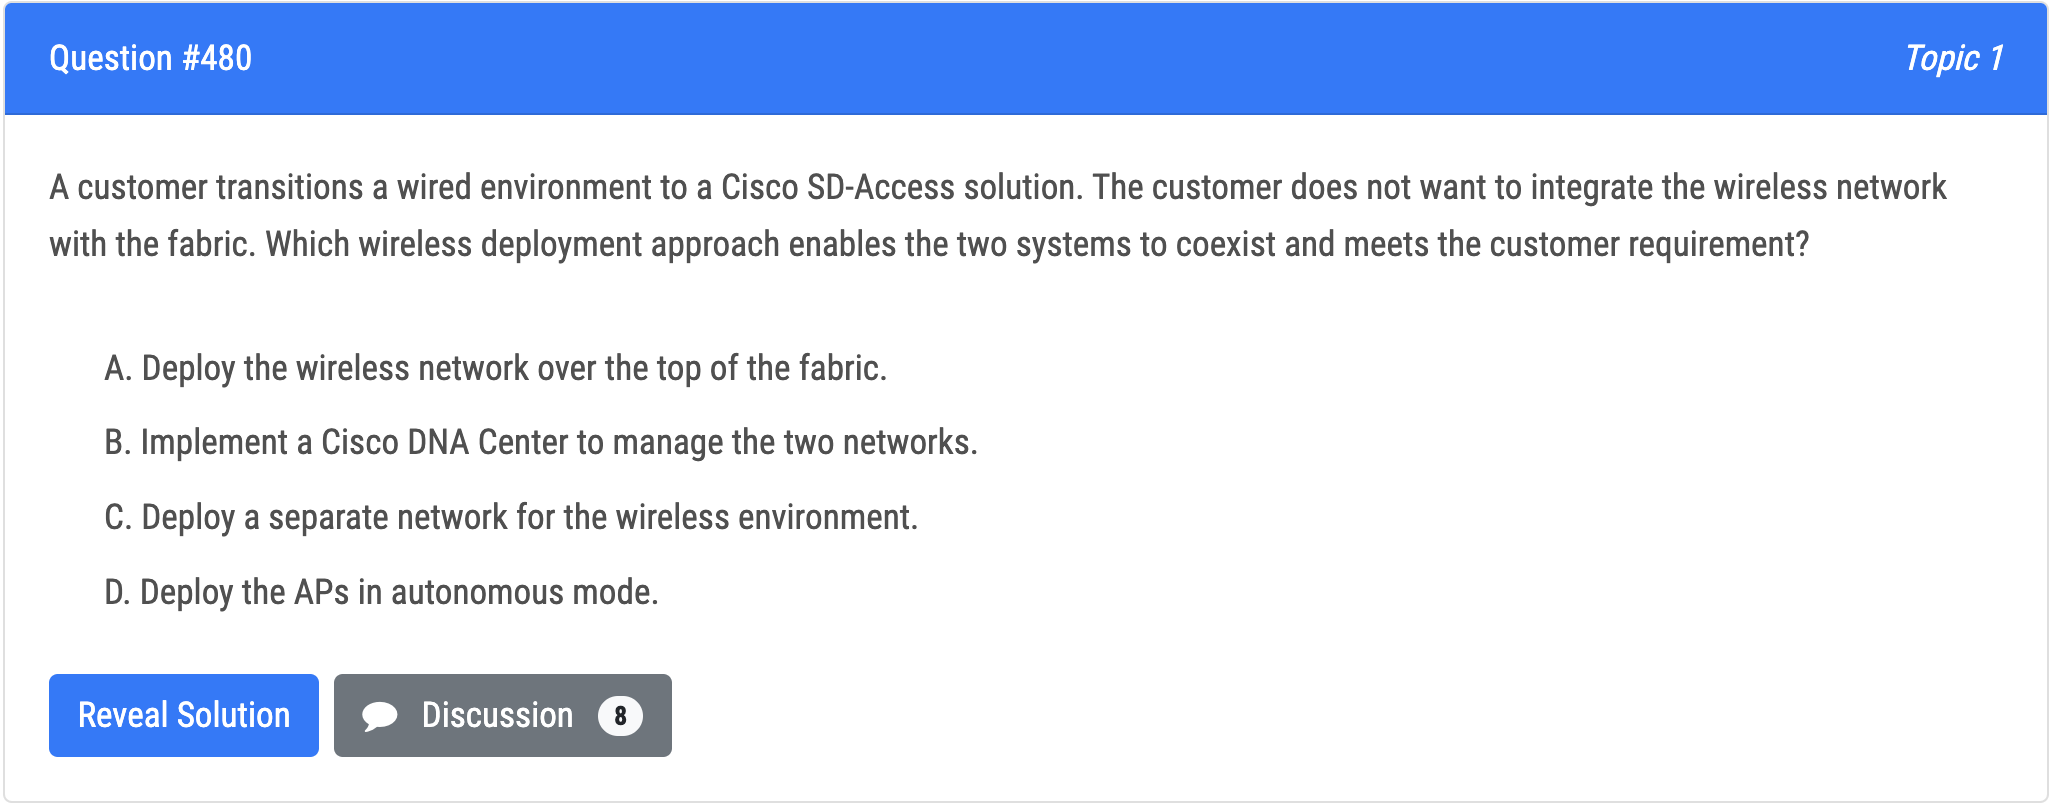 Question #480
Topic 1
A customer transitions a wired environment to a Cisco SD-Access solution. The customer does not want to integrate the wireless network
with the fabric. Which wireless deployment approach enables the two systems to coexist and meets the customer requirement?
A. Deploy the wireless network over the top of the fabric.
B. Implement a Cisco DNA Center to manage the two networks.
C. Deploy a separate network for the wireless environment.
D. Deploy the APs in autonomous mode.
Reveal Solution
Discussion 8